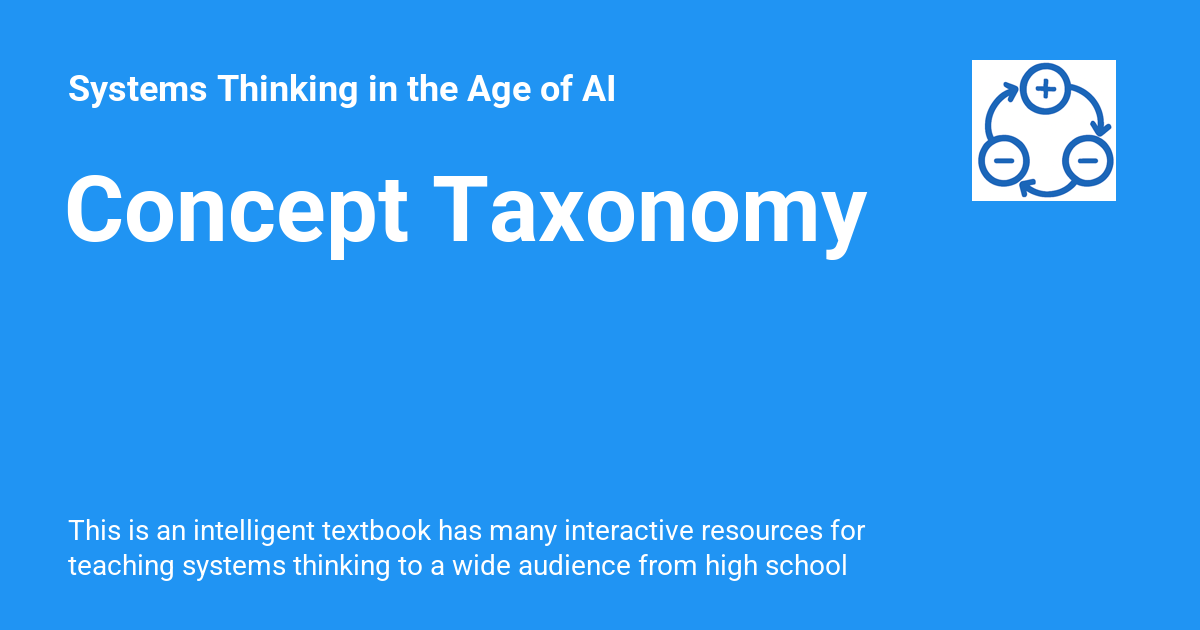 Systems Thinking in the Age of AI
Concept Taxonomy
This is an intelligent textbook has many interactive resources for
teaching systems thinking to a wide audience from high school